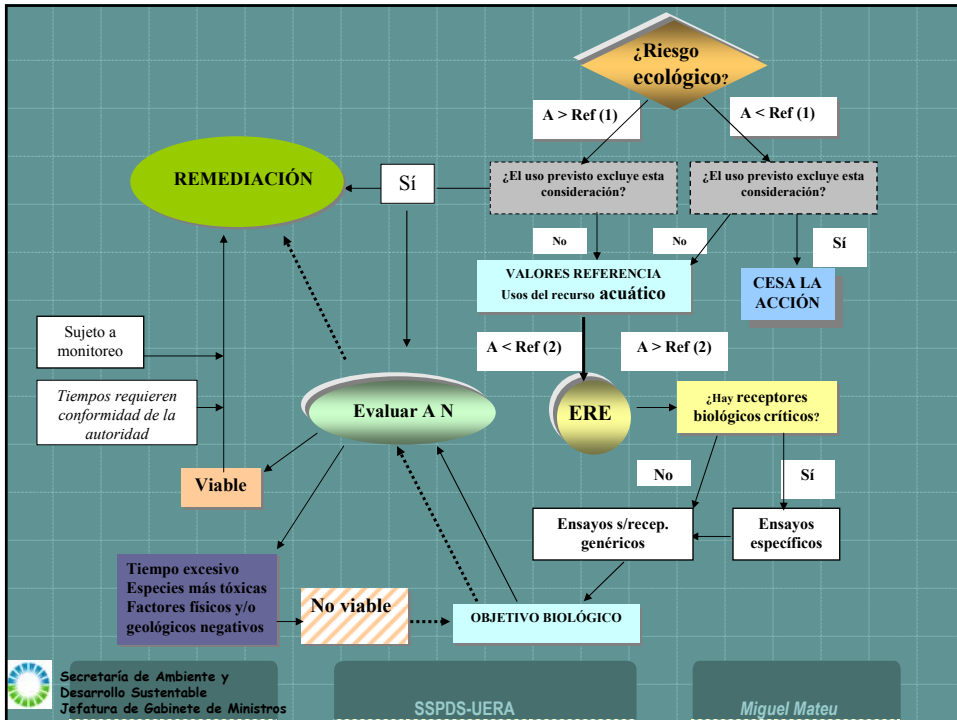 ¿Riesgo
ecológico?
A > Ref (1)
A < Ref (1)
REMEDIACIÓN
Sí
¿El uso previsto excluye esta
consideración?
¿El uso previsto excluye esta
consideración?
No
No
Sí
VALORES REFERENCIA
Usos del recurso acuático
CESA LA
ACCIÓN
Sujeto a
monitoreo
A < Ref (2)
A > Ref (2)
Tiempos requieren
conformidad de la
autoridad
Evaluar A N
ERE
¿Hay receptores
biológicos críticos?
Viable
No
Sí
Ensayos s/recep.
genéricos
Ensayos
específicos
Tiempo excesivo
Especies más tóxicas
Factores físicos y/o
geológicos negativos
No viable
OBJETIVO BIOLÓGICO
Secretaría de Ambiente y
Desarrollo Sustentable
Jefatura de Gabinete de Ministros
SSPDS-UERA
Miguel Mateu